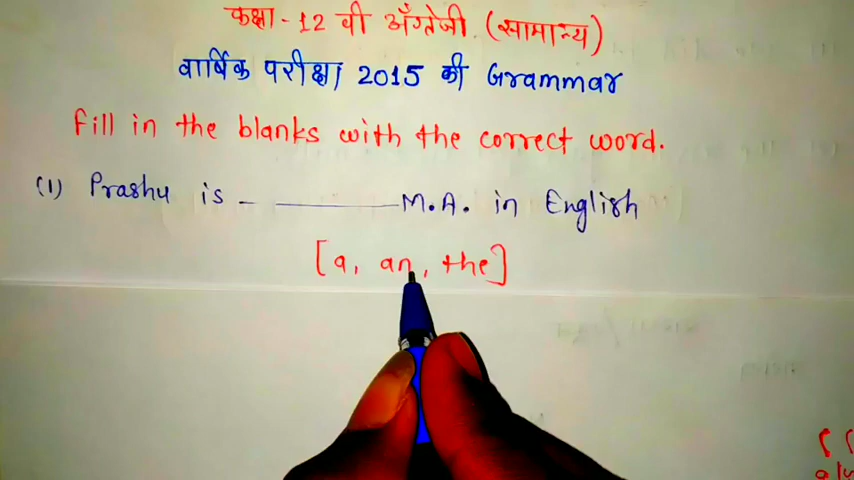 कक्षा - 12 वी अँग्रेजी. (सामान्य)
वार्षिक परीक्षा 2015 की Grammar
Fill in the blanks with the correct word.
(1) Prashu is - ________ M.A. in English
[a, an, the]